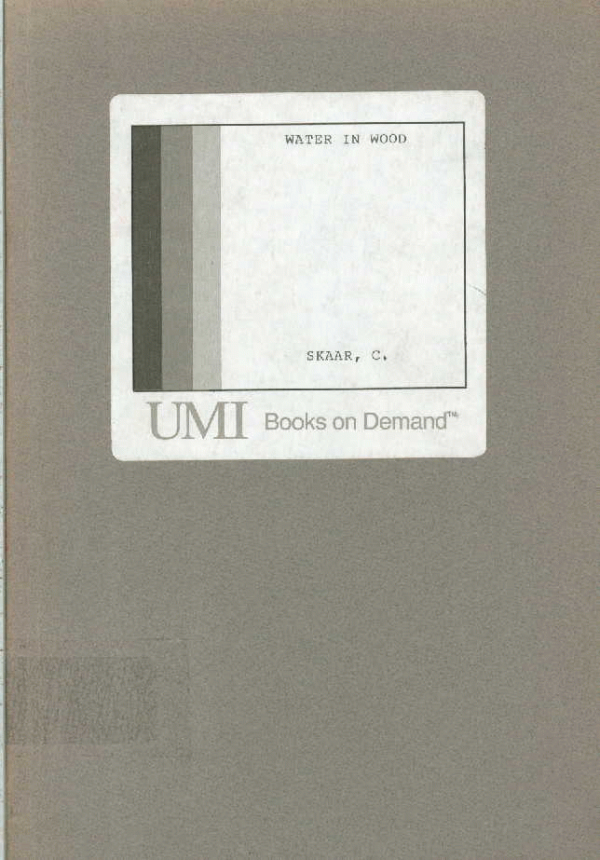 WATER IN WOOD
SKAAR, C.
UMI Books on Demand™